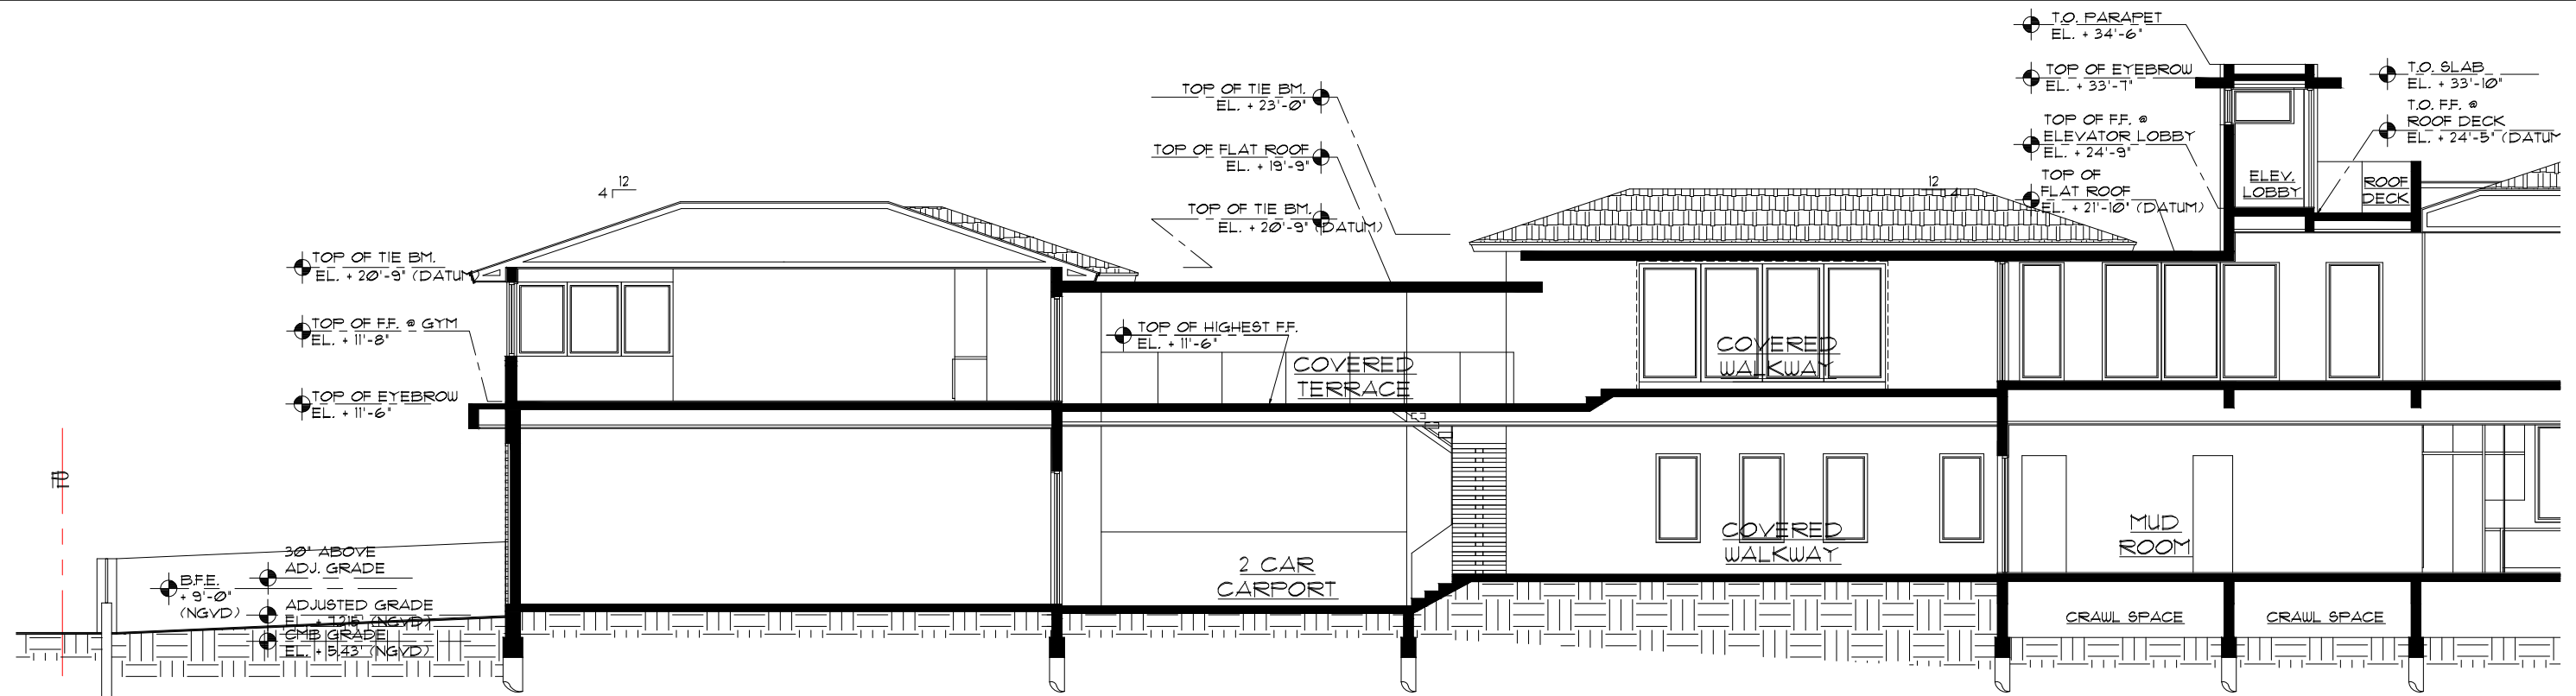 T.O. PARAPET
EL. + 34'-6"
TOP OF EYEBROW
EL. + 33'-7"
T.O. SLAB
EL. + 33'-10"
T.O. F.F. @
ROOF DECK
EL. + 24'-5" (DATUM
TOP OF F.F. @
ELEVATOR LOBBY
EL. + 24'-9"
TOP OF
FLAT ROOF
EL. + 21'-10" (DATUM)
ELEV.
LOBBY
ROOF
DECK
TOP OF TIE BM.
EL. + 23'-0"
TOP OF FLAT ROOF
EL. + 19'-9"
TOP OF TIE BM.
EL. + 20'-9" (DATUM)
12
4
12
4
TOP OF TIE BM.
EL. + 20'-9" (DATUM)
TOP OF F.F. @ GYM
EL. + 11'-8"
TOP OF EYEBROW
EL. + 11'-6"
TOP OF HIGHEST F.F.
EL. + 11'-6"
COVERED
TERRACE
COVERED
WALKWAY
2 CAR
CARPORT
COVERED
WALKWAY
MUD
ROOM
CRAWL SPACE
CRAWL SPACE
30" ABOVE
ADJ. GRADE
B.F.E.
+ 9'-0"
(NGVD)
ADJUSTED GRADE
EL. + 7.215' (NGVD)
CMB GRADE
EL. + 5.43' (NGVD)